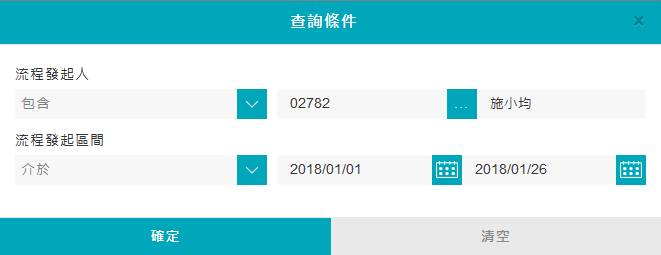 查詢條件 ×
流程發起人
包含 02782 ... 施小均
流程發起區間
介於 2018/01/01 2018/01/26
確定 清空